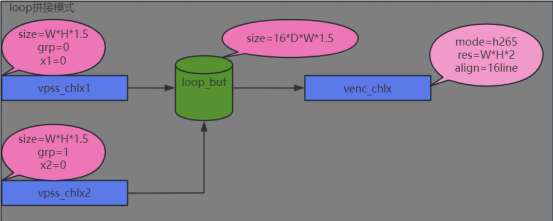 loop拼接模式
size=W*H*1.5
grp=0
x1=0
vpss_chlx1
size=16*D*W*1.5
loop_buf
mode=h265
res=W*H*2
align=16line
venc_chlx
size=W*H*1.5
grp=1
x2=0
vpss_chlx2